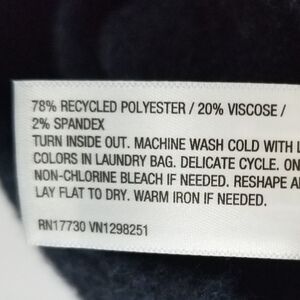 78% RECYCLED POLYESTER / 20% VISCOSE /
2% SPANDEX
TURN INSIDE OUT. MACHINE WASH COLD WITH
COLORS IN LAUNDRY BAG. DELICATE CYCLE.
NON-CHLORINE BLEACH IF NEEDED. RESHAPE
LAY FLAT TO DRY. WARM IRON IF NEEDED.
RN17730 VN1298251